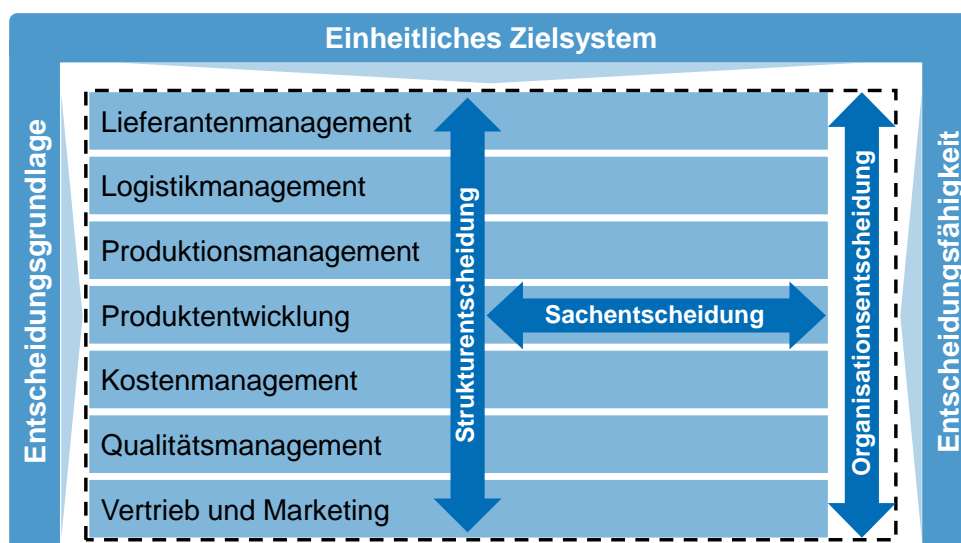 Einheitliches Zielsystem
Entscheidungsgrundlage
Lieferantenmanagement
Logistikmanagement
Produktionsmanagement
Produktentwicklung
Kostenmanagement
Qualitätsmanagement
Vertrieb und Marketing
Strukturentscheidung
Sachentscheidung
Organisationsentscheidung
Entscheidungsfähigkeit